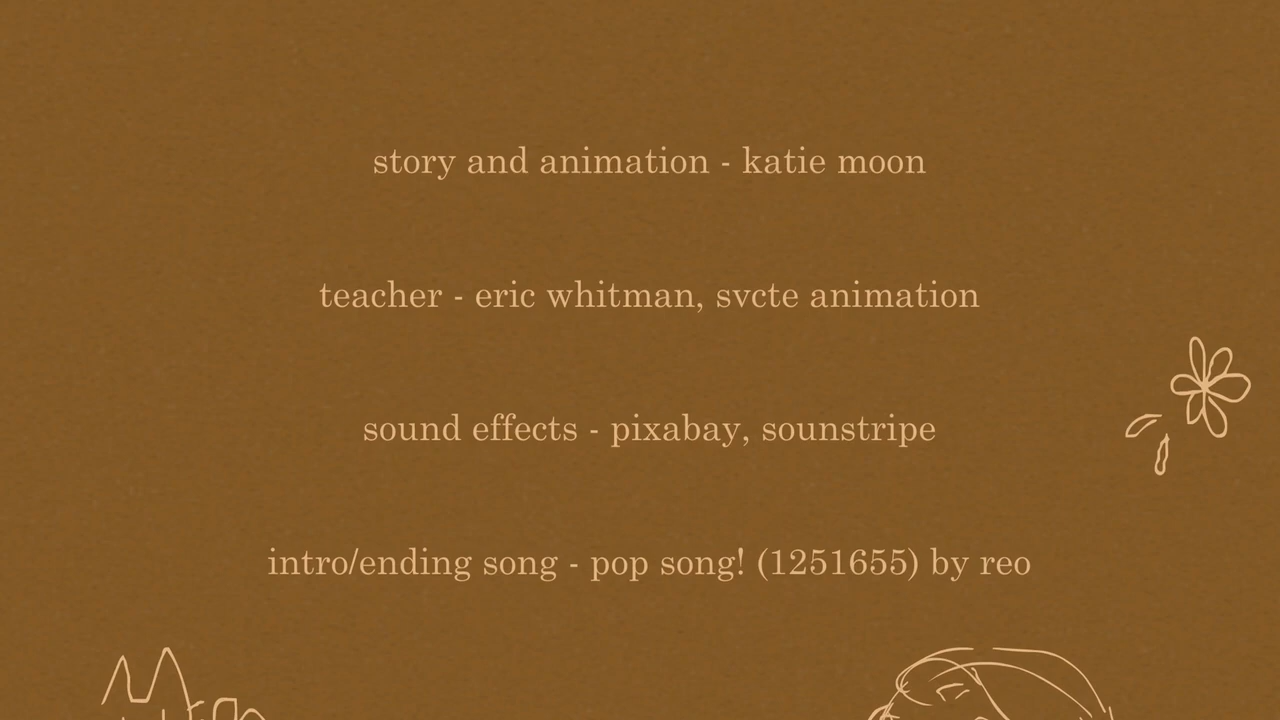 story and animation - katie moon
teacher - eric whitman, svcte animation
sound effects - pixabay, sounstripe
intro/ending song - pop song! (1251655) by reo